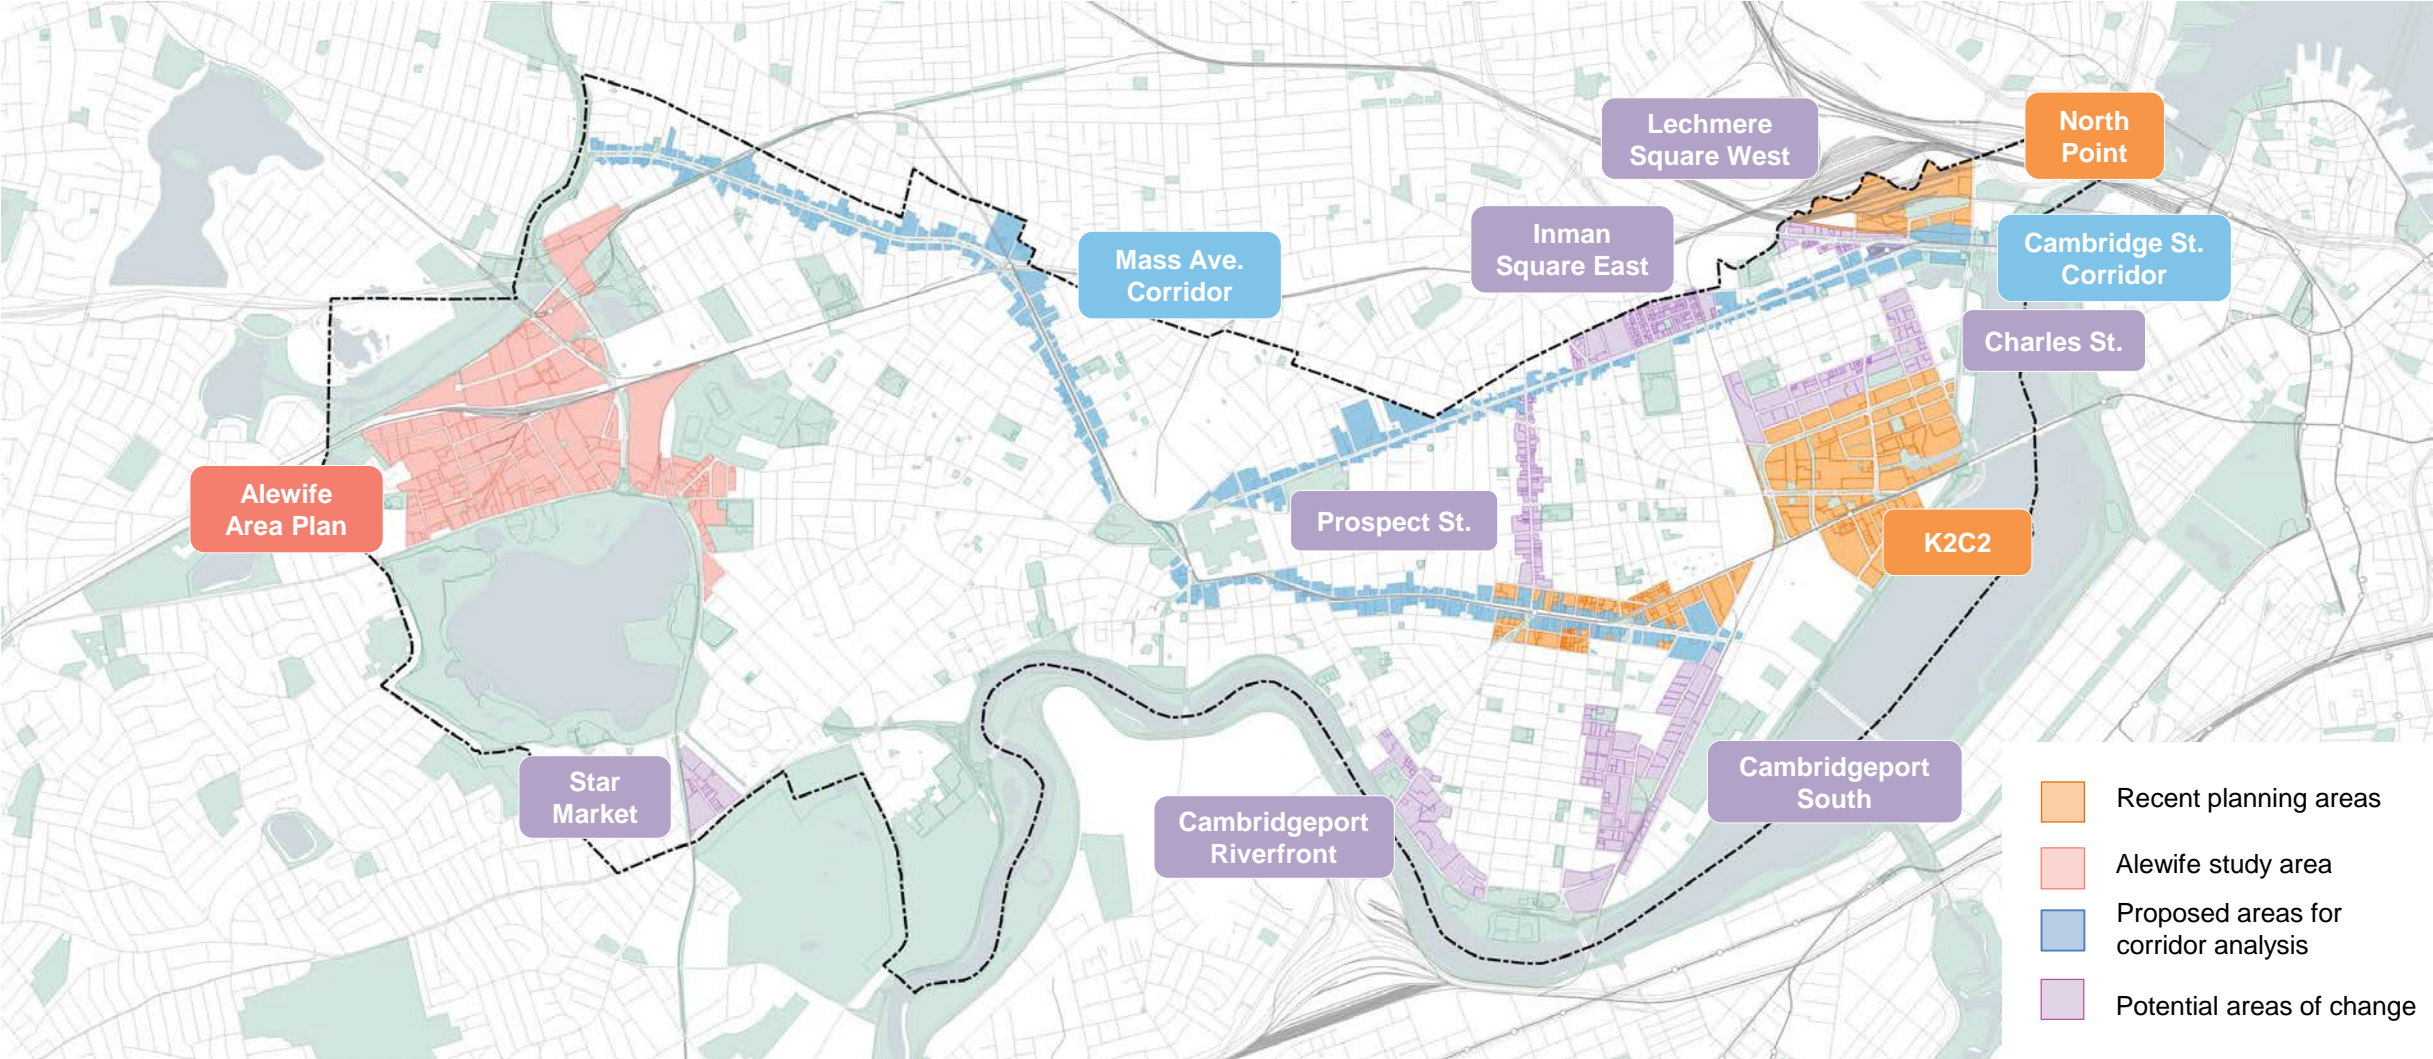 Lechmere
Square West
North
Point
Inman
Square East
Mass Ave.
Corridor
Cambridge St.
Corridor
Charles St.
Alewife
Area Plan
Prospect St.
K2C2
Star
Market
Cambridgeport
South
Cambridgeport
Riverfront
Recent planning areas
Alewife study area
Proposed areas for
corridor analysis
Potential areas of change